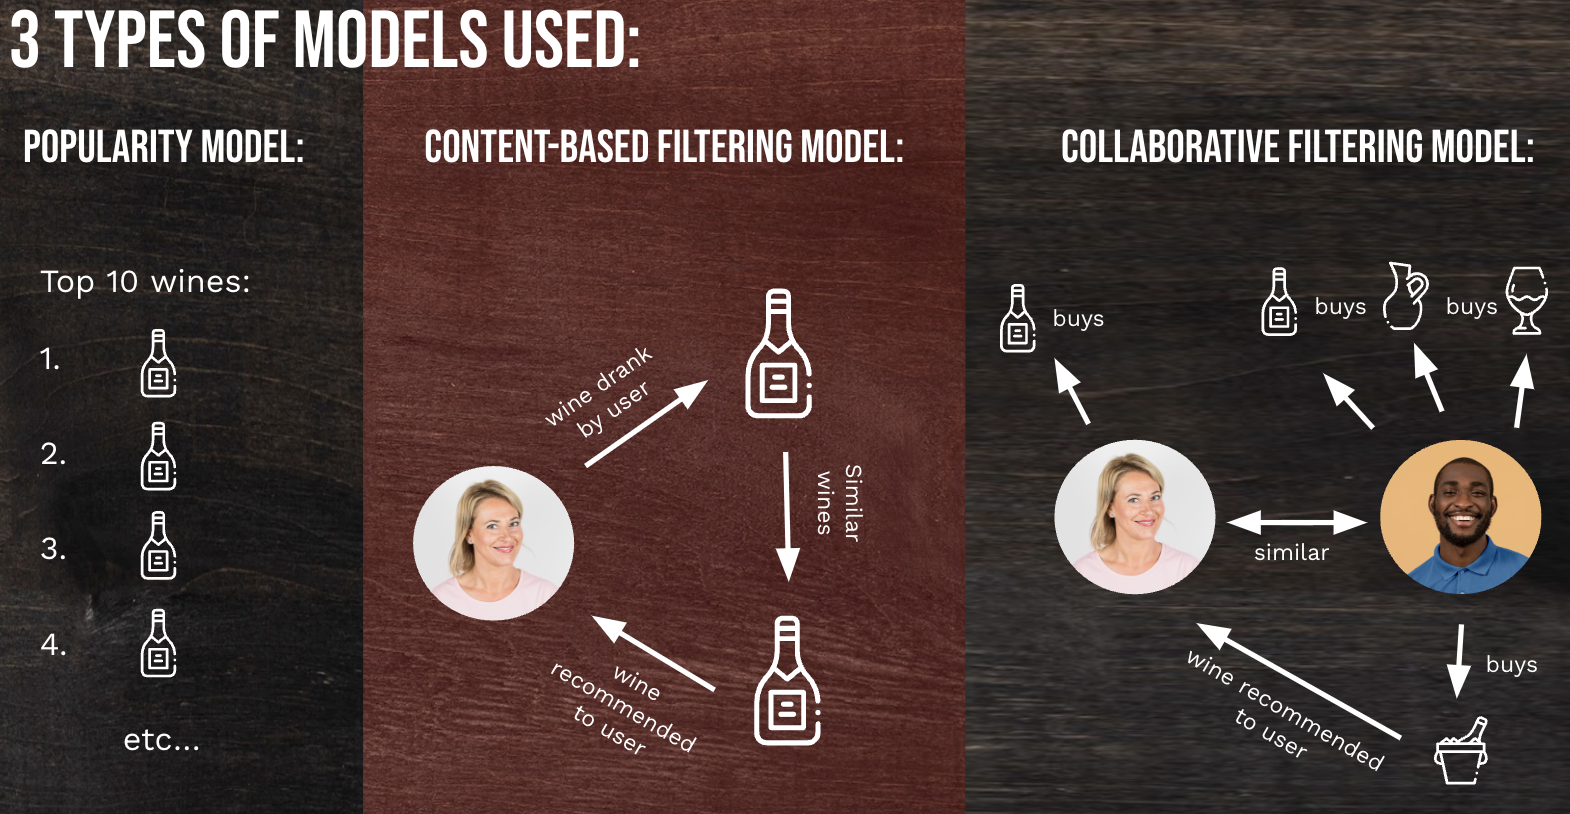 3 TYPES OF MODELS USED:
POPULARITY MODEL:
Top 10 wines:
1.
2.
3.
4.
etc...
CONTENT-BASED FILTERING MODEL:
wine drank
by user
Similar
wines
wine
recommended
to user
COLLABORATIVE FILTERING MODEL:
buys
buys
buys
similar
buys
wine recommended
to user